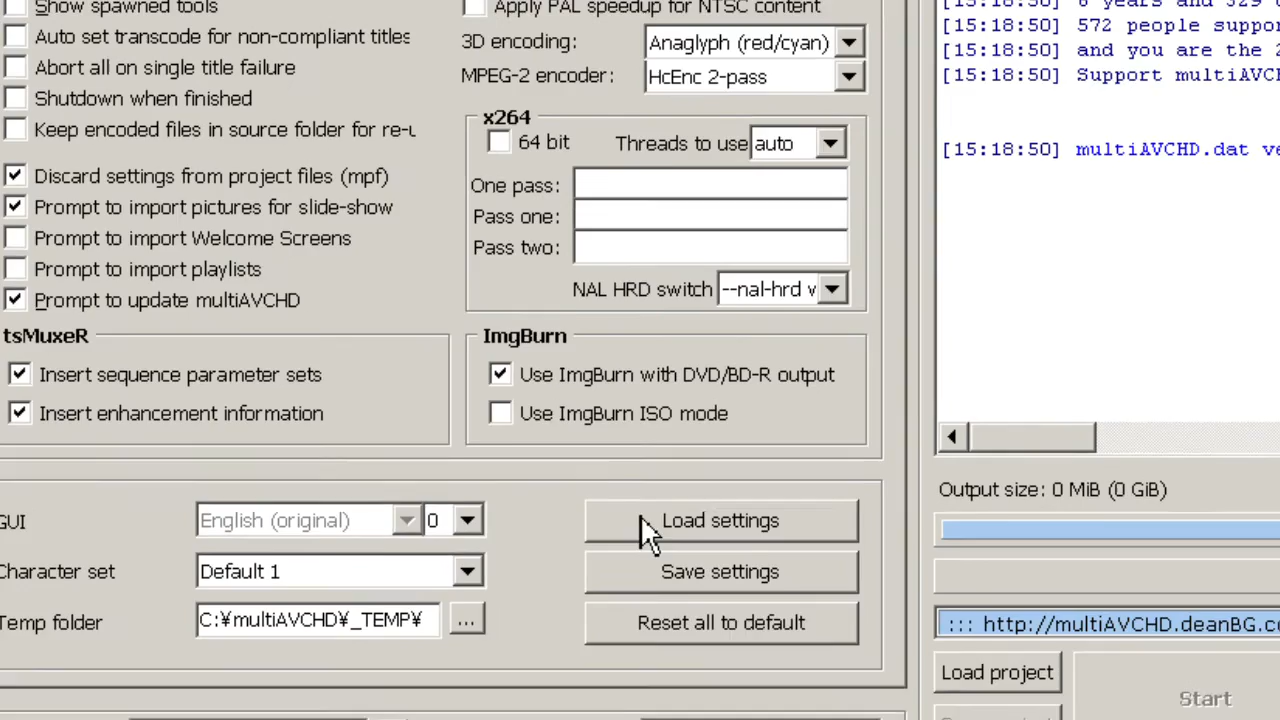 Show spawned tools
Auto set transcode for non-compliant titles
Abort all on single title failure
Shutdown when finished
Keep encoded files in source folder for re-u
Discard settings from project files (mpf)
Prompt to import pictures for slide-show
Prompt to import Welcome Screens
Prompt to import playlists
Prompt to update multiAVCHD
Apply PAL speedup for NTSC content
3D encoding: Anaglyph (red/cyan)
MPEG-2 encoder: HcEnc 2-pass
x264
64 bit Threads to use auto
One pass:
Pass one:
Pass two:
NAL HRD switch --nal-hrd v
tsMuxeR
Insert sequence parameter sets
Insert enhancement information
ImgBurn
Use ImgBurn with DVD/BD-R output
Use ImgBurn ISO mode
GUI English (original) 0
Character set Default 1
Temp folder C:¥multiAVCHD¥_TEMP¥ ...
Load settings
Save settings
Reset all to default
[15:18:50] 6 years and 329
[15:18:50] 572 people suppo
[15:18:50] and you are the 2
[15:18:50] Support multiAVCH
[15:18:50] multiAVCHD.dat ve
Output size: 0 MiB (0 GiB)
::: http://multiAVCHD.deanBG.co
Load project
Start